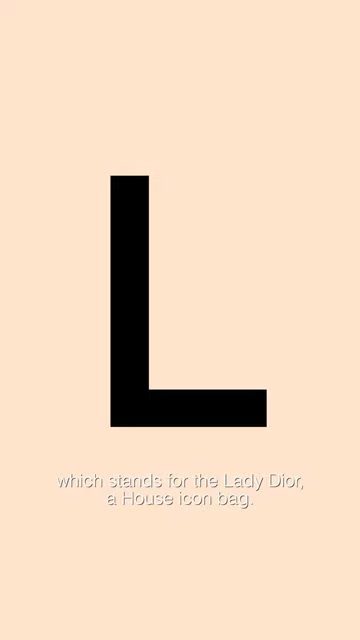 L
which stands for the Lady Dior,
a House icon bag.